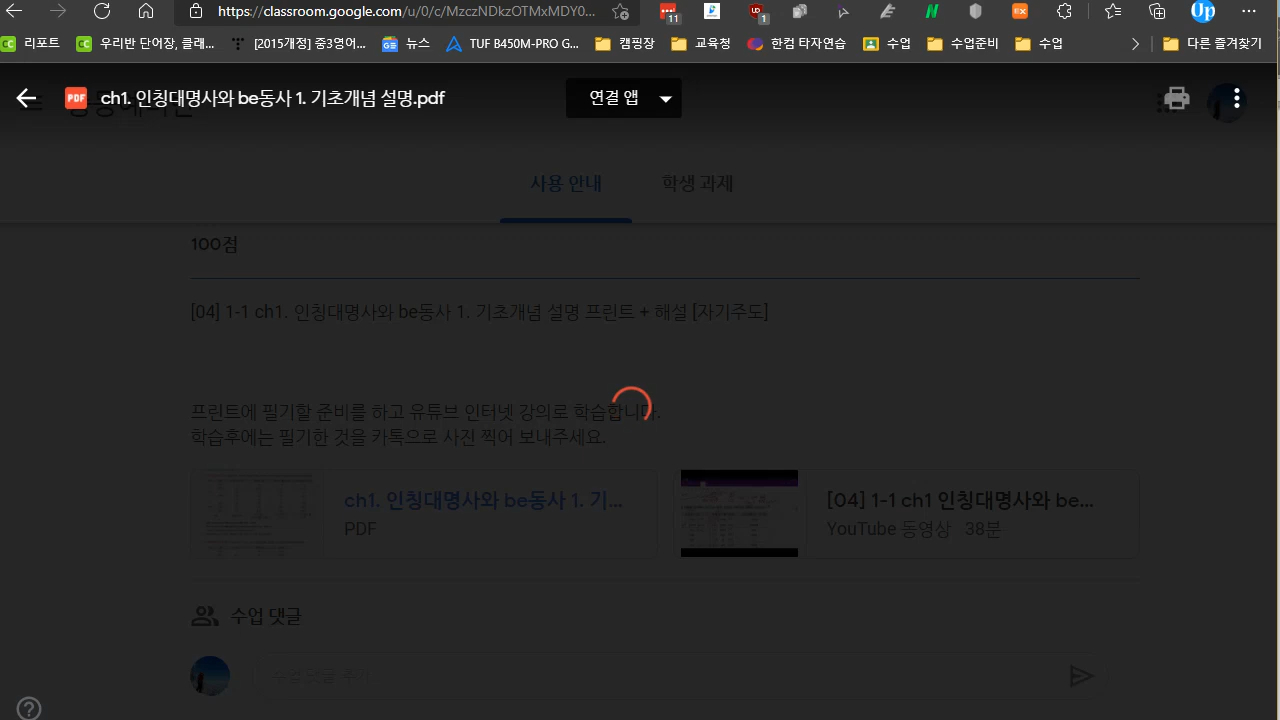 https://classroom.google.com/u/0/c/MzczNDkzOTMxMDY0...
11
1
리포트
우리반 단어장, 클래...
[2015개정] 중3영어...
뉴스
TUF B450M-PRO G...
캠핑장
교육청
한컴 타자연습
수업
수업준비
수업
다른 즐겨찾기
PDF
ch1. 인칭대명사와 be동사 1. 기초개념 설명.pdf
연결 앱
사용 안내
학생 과제
100점
[04] 1-1 ch1. 인칭대명사와 be동사 1. 기초개념 설명 프린트 + 해설 [자기주도]
프린트에 필기할 준비를 하고 유튜브 인터넷 강의로 학습합니다.
학습후에는 필기한 것을 카톡으로 사진 찍어 보내주세요.
ch1. 인칭대명사와 be동사 1. 기...
PDF
[04] 1-1 ch1 인칭대명사와 be...
YouTube 동영상 38분
수업 댓글